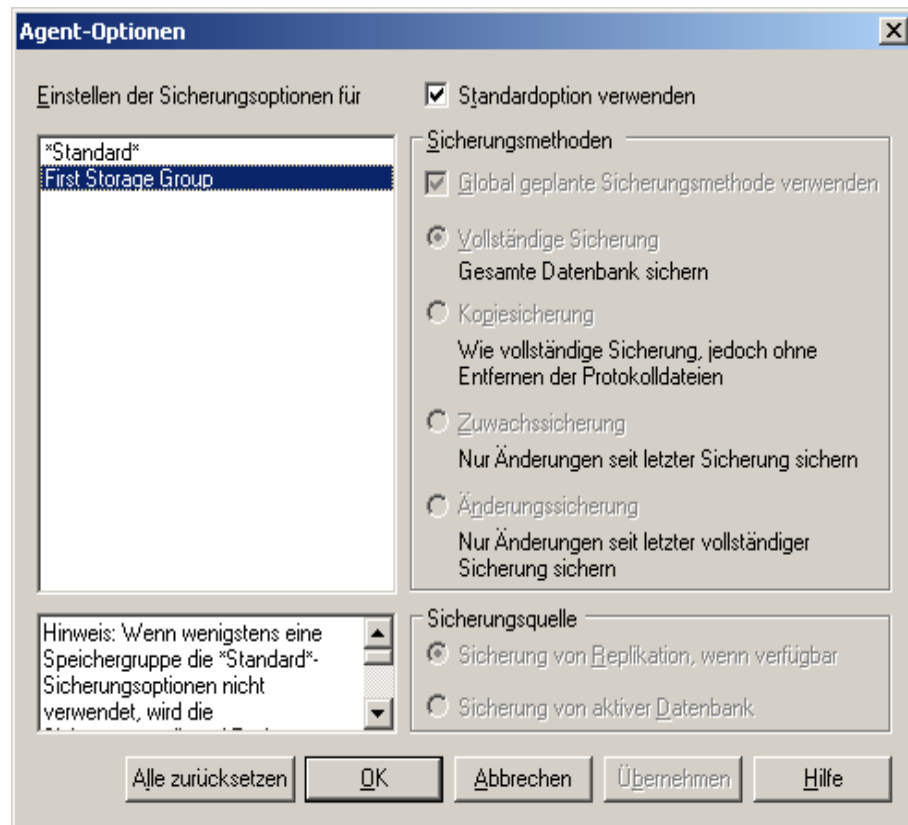 Agent-Optionen
Einstellen der Sicherungsoptionen für
Standardoption verwenden
*Standard*
First Storage Group
Sicherungsmethoden
Global geplante Sicherungsmethode verwenden
Vollständige Sicherung
Gesamte Datenbank sichern
Kopiesicherung
Wie vollständige Sicherung, jedoch ohne
Entfernen der Protokolldateien
Zuwachssicherung
Nur Änderungen seit letzter Sicherung sichern
Änderungssicherung
Nur Änderungen seit letzter vollständiger
Sicherung sichern
Hinweis: Wenn wenigstens eine
Speichergruppe die *Standard*-
Sicherungsoptionen nicht
verwendet, wird die
Sicherungsquelle
Sicherung von Replikation, wenn verfügbar
Sicherung von aktiver Datenbank
Alle zurücksetzen
OK
Abbrechen
Übernehmen
Hilfe